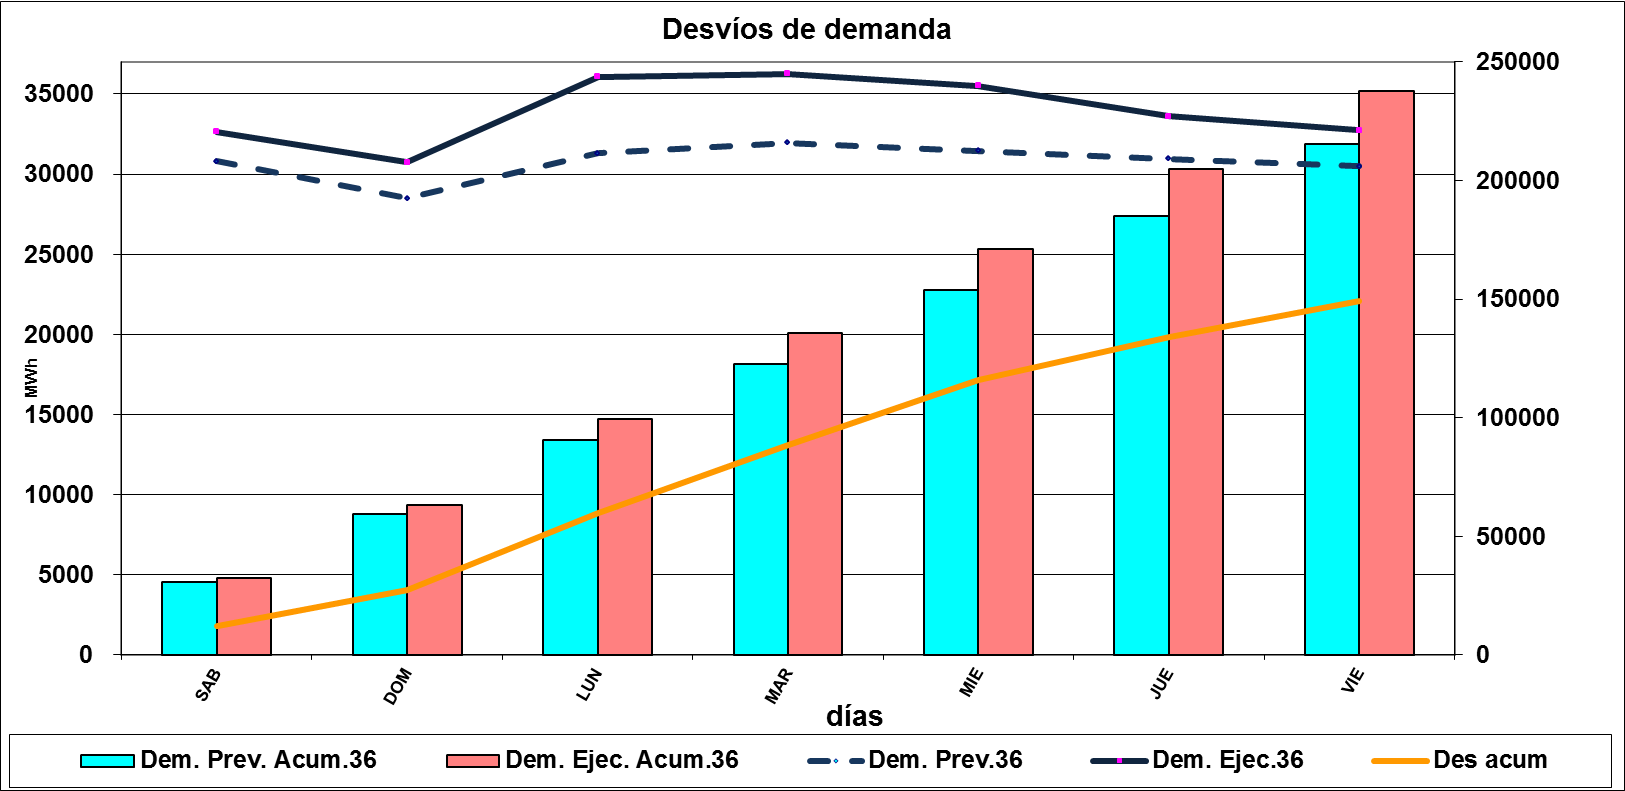 Desvíos de demanda
35000
30000
25000
20000
15000
10000
5000
0
MWh
250000
200000
150000
100000
50000
0
SAB
DOM
LUN
MAR
MIE
JUE
VIE
días
Dem. Prev. Acum.36
Dem. Ejec. Acum.36
Dem. Prev.36
Dem. Ejec.36
Des acum